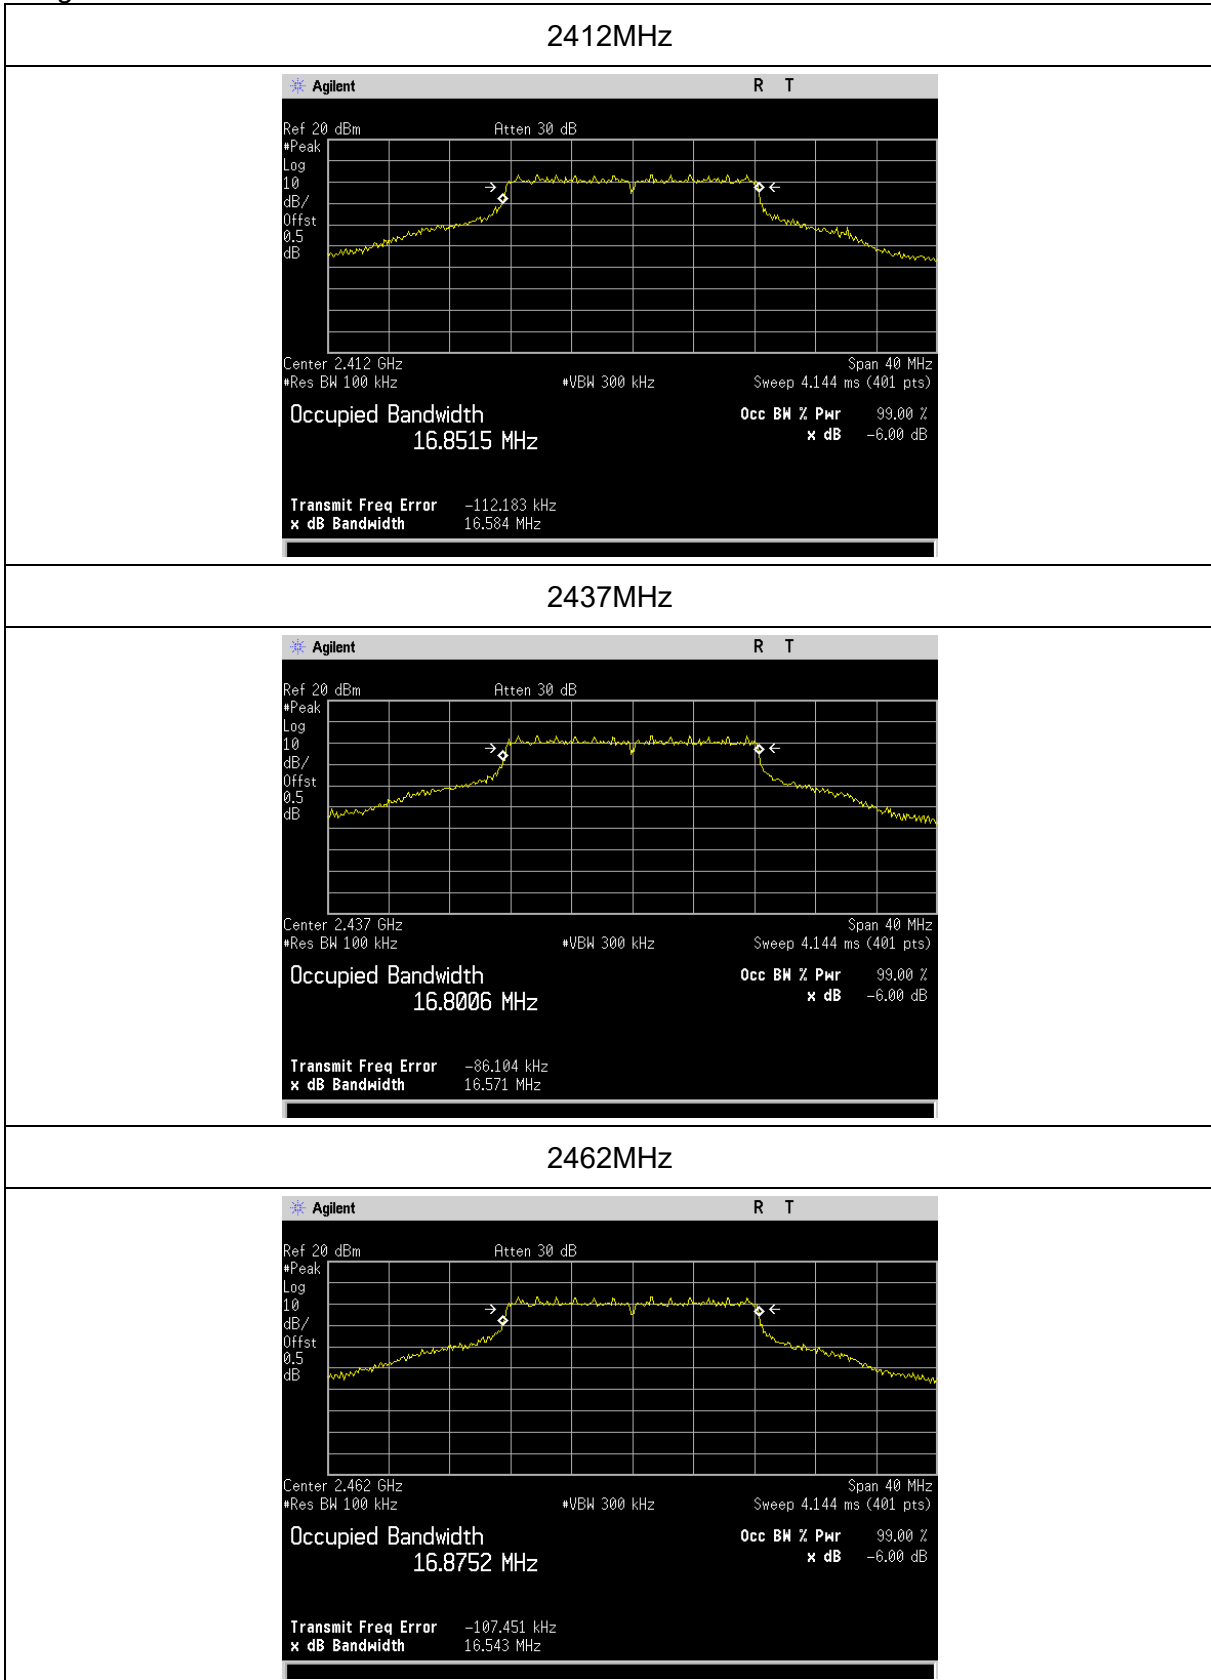 2412MHz
Agilent R T
Ref 20 dBm Atten 30 dB
#Peak
Log
10
dB/
Offst
0.5
dB
Center 2.412 GHz Span 40 MHz
#Res BW 100 kHz #VBW 300 kHz Sweep 4.144 ms (401 pts)
Occupied Bandwidth Occ BW % Pwr 99.00 %
16.8515 MHz x dB -6.00 dB
Transmit Freq Error -112.183 kHz
x dB Bandwidth 16.584 MHz
2437MHz
Agilent R T
Ref 20 dBm Atten 30 dB
#Peak
Log
10
dB/
Offst
0.5
dB
Center 2.437 GHz Span 40 MHz
#Res BW 100 kHz #VBW 300 kHz Sweep 4.144 ms (401 pts)
Occupied Bandwidth Occ BW % Pwr 99.00 %
16.8006 MHz x dB -6.00 dB
Transmit Freq Error -86.104 kHz
x dB Bandwidth 16.571 MHz
2462MHz
Agilent R T
Ref 20 dBm Atten 30 dB
#Peak
Log
10
dB/
Offst
0.5
dB
Center 2.462 GHz Span 40 MHz
#Res BW 100 kHz #VBW 300 kHz Sweep 4.144 ms (401 pts)
Occupied Bandwidth Occ BW % Pwr 99.00 %
16.8752 MHz x dB -6.00 dB
Transmit Freq Error -107.451 kHz
x dB Bandwidth 16.543 MHz